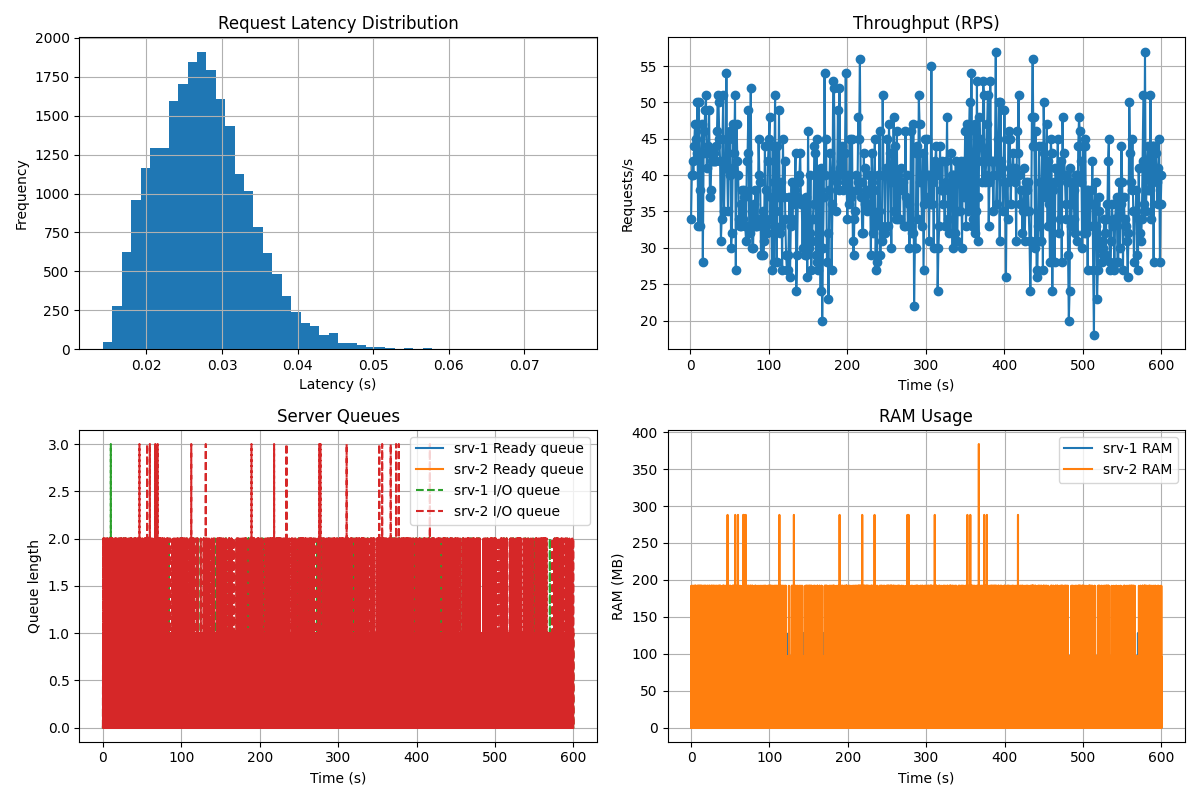 Request Latency Distribution
2000
1750
1500
1250
1000
750
500
250
0
Frequency
0.02 0.03 0.04 0.05 0.06 0.07
Latency (s)
Throughput (RPS)
55
50
45
40
35
30
25
20
Requests/s
0 100 200 300 400 500 600
Time (s)
Server Queues
3.0
2.5
2.0
1.5
1.0
0.5
0.0
Queue length
srv-1 Ready queue
srv-2 Ready queue
srv-1 I/O queue
srv-2 I/O queue
0 100 200 300 400 500 600
Time (s)
RAM Usage
400
350
300
250
200
150
100
50
0
RAM (MB)
srv-1 RAM
srv-2 RAM
0 100 200 300 400 500 600
Time (s)